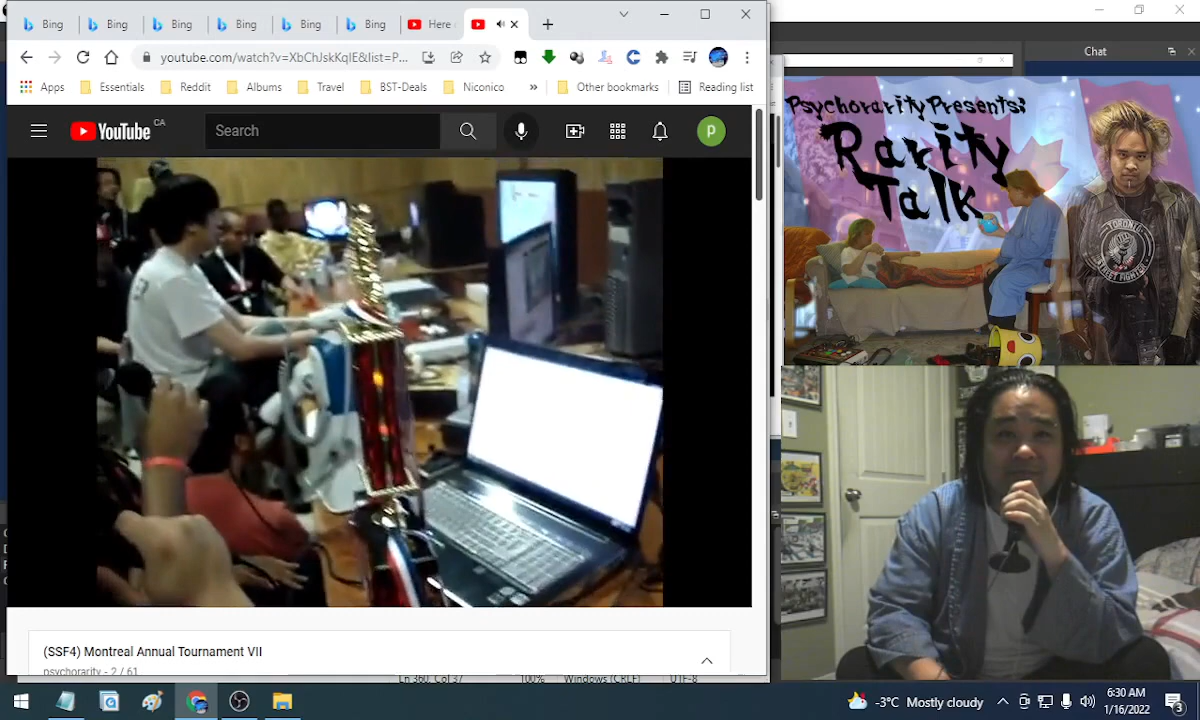 Bing
Bing
Bing
Bing
Bing
Bing
Here
youtube.com/watch?v=XbChJskKqIE&list=P...
Apps
Essentials
Reddit
Albums
Travel
BST-Deals
Niconico
»
Other bookmarks
Reading list
YouTube CA
Search
p
(SSF4) Montreal Annual Tournament VII
psychorarity - 2 / 61
Ln 360, Col 37
100%
Windows (CRLF)
UTF-8
Chat
PsychorarityPresents:
Rarity
Talk
TORONTO
STREET FIGHTER
-3°C Mostly cloudy
6:30 AM
1/16/2022
3